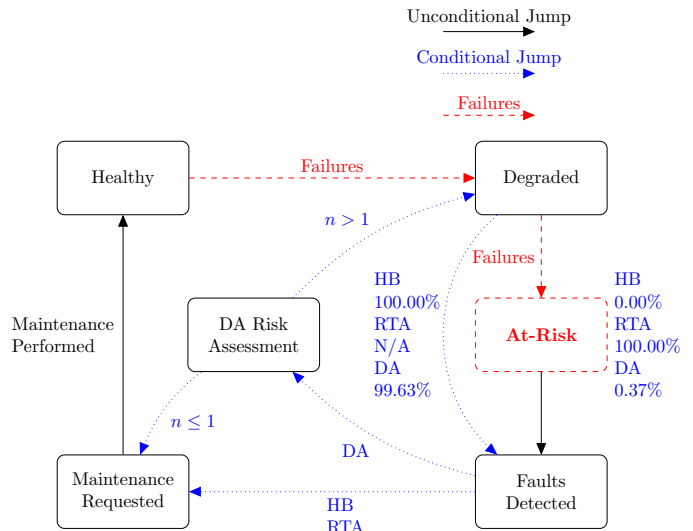 Unconditional Jump
Conditional Jump
Failures
Healthy
Failures
Degraded
n > 1
Failures
HB
100.00%
RTA
N/A
DA
99.63%
HB
0.00%
RTA
100.00%
DA
0.37%
Maintenance
Performed
DA Risk
Assessment
At-Risk
n ≤ 1
DA
Maintenance
Requested
Faults
Detected
HB
RTA